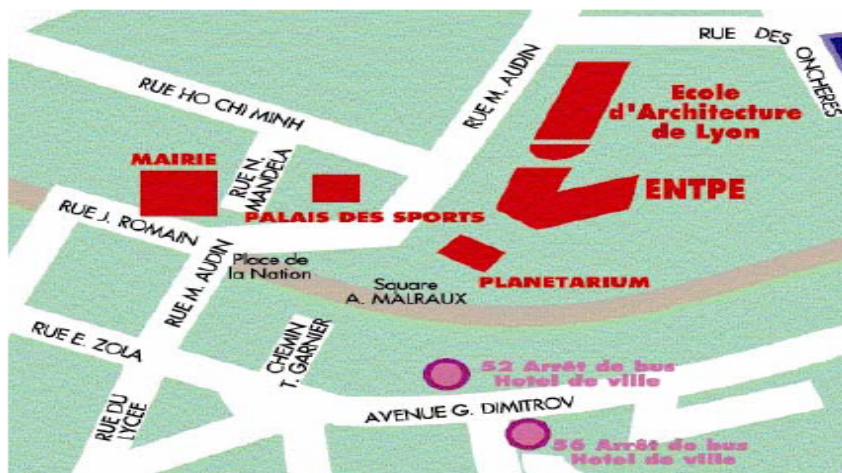 RUE DES ONCHÈRES
RUE HO CHI MINH
RUE M. AUDIN
Ecole
d'Architecture
de Lyon
MAIRIE
RUE N.
MANDELA
ENTPE
PALAIS DES SPORTS
RUE J. ROMAIN
Place de
la Nation
PLANETARIUM
Square
A. MALRAUX
RUE M. AUDIN
RUE E. ZOLA
CHEMIN
T. GARNIER
52 Arrêt de bus
Hotel de ville
RUE DU
LYCEE
AVENUE G. DIMITROV
56 Arrêt de bus
Hotel de ville